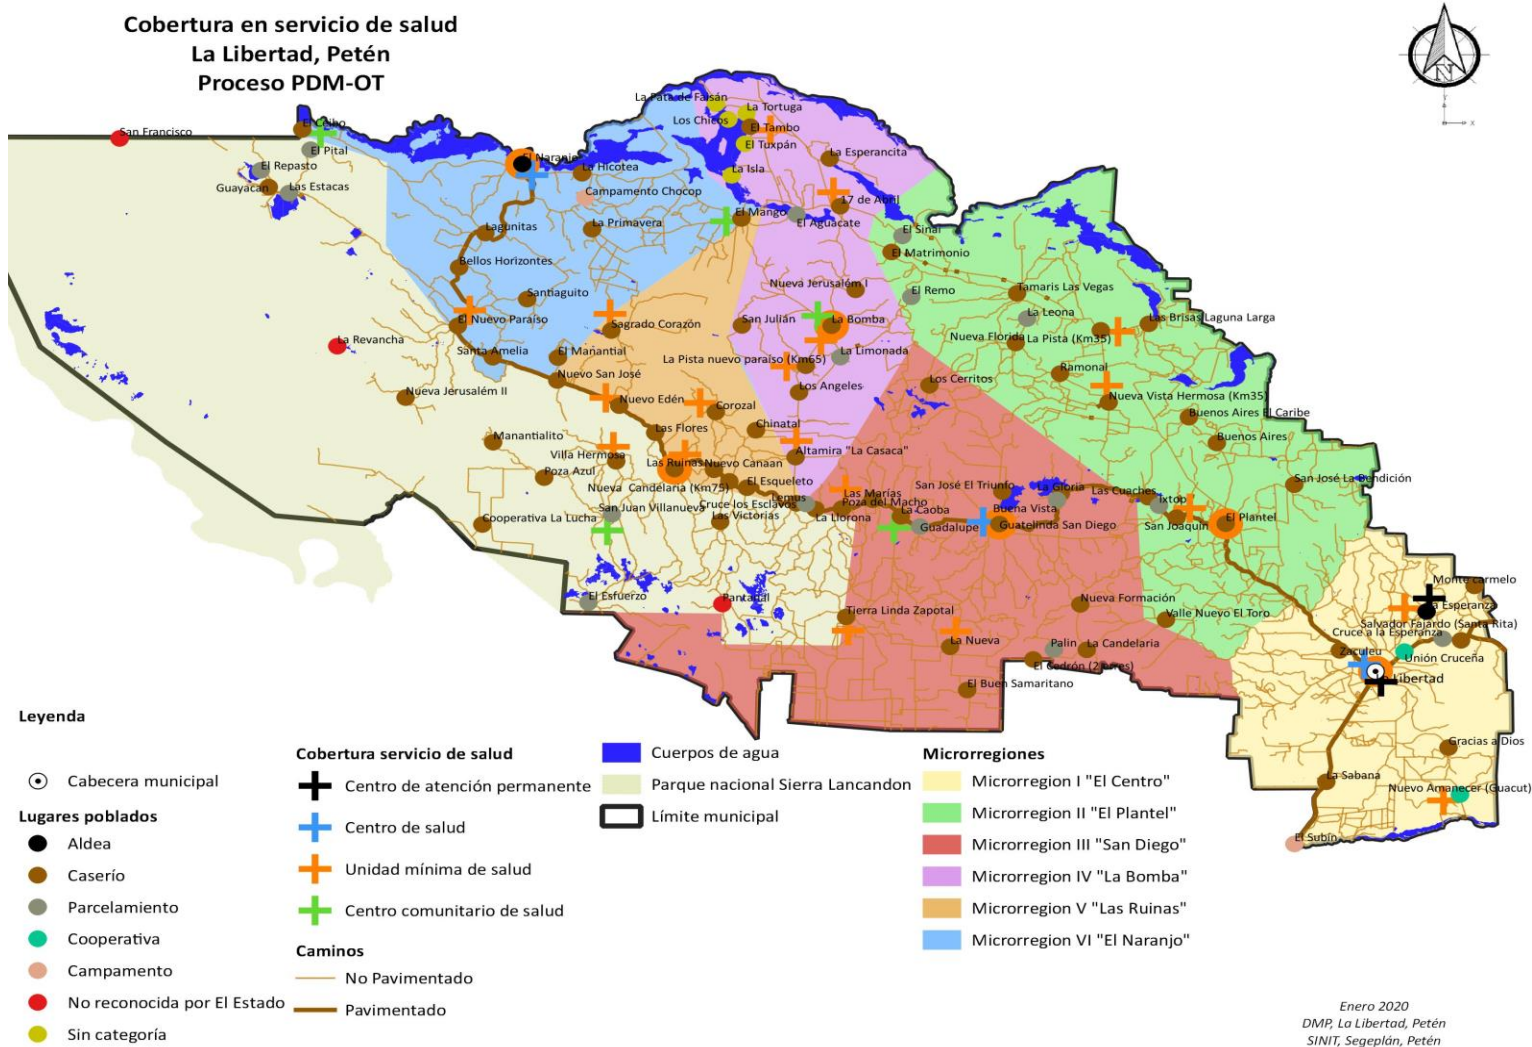 Cobertura en servicio de salud
La Libertad, Petén
Proceso PDM-OT
N
Y
X
San Francisco
El Ceibo
El Pital
El Repasto
Guayacan
Las Estacas
La Revancha
Nueva Jerusalém II
El Naranjo
La Hicotea
Campamento Chocop
La Primavera
Lagunitas
Bellos Horizontes
Santiaguito
El Nuevo Paraíso
Santa Amelia
La Pata de Faisán
La Tortuga
Los Chicos
El Tambo
El Tuxpán
La Isla
La Esperancita
17 de Abril
El Mango
El Aguacate
El Sinaí
El Matrimonio
El Remo
Nueva Jerusalém I
San Julián
La Bomba
La Limonada
La Pista nuevo paraíso (Km65)
Los Angeles
Sagrado Corazón
El Manantial
Nuevo San José
Nuevo Edén
Corozal
Las Flores
Chinatal
Altamira "La Casaca"
Manantialito
Villa Hermosa
Las Ruinas
Nuevo Canaan
Poza Azul
Nueva Candelaria (Km75)
El Esqueleto
San Juan Villanueva
Cruce los Esclavos
Lemus
Las Victorias
La Llorona
Cooperativa La Lucha
El Esfuerzo
Pantanal
Tamaris Las Vegas
La Leona
Nueva Florida
La Pista (Km35)
Las Brisas Laguna Larga
Ramonal
Nueva Vista Hermosa (Km35)
Buenos Aires El Caribe
Buenos Aires
San José La Bendición
Los Cerritos
San José El Triunfo
La Gloria
Las Cuaches
Ixtop
Las Marías
Poza del Macho
La Caoba
Guadalupe
Buena Vista
Guatelinda San Diego
San Joaquin
El Plantel
Tierra Linda Zapotal
La Nueva
Nueva Formación
Valle Nuevo El Toro
Palin
La Candelaria
El Buen Samaritano
Monte carmelo
La Esperanza
Salvador Fajardo (Santa Rita)
Cruce a la Esperanza
Zaculeu
Unión Cruceña
La Libertad
Gracias a Dios
La Sabana
Nuevo Amanecer (Guacut)
El Subín
Leyenda
Cabecera municipal
Lugares poblados
Aldea
Caserío
Parcelamiento
Cooperativa
Campamento
No reconocida por El Estado
Sin categoría
Cobertura servicio de salud
Centro de atención permanente
Centro de salud
Unidad mínima de salud
Centro comunitario de salud
Caminos
No Pavimentado
Pavimentado
Cuerpos de agua
Parque nacional Sierra Lancandon
Límite municipal
Microrregiones
Microrregion I "El Centro"
Microrregion II "El Plantel"
Microrregion III "San Diego"
Microrregion IV "La Bomba"
Microrregion V "Las Ruinas"
Microrregion VI "El Naranjo"
Enero 2020
DMP, La Libertad, Petén
SINIT, Segeplán, Petén